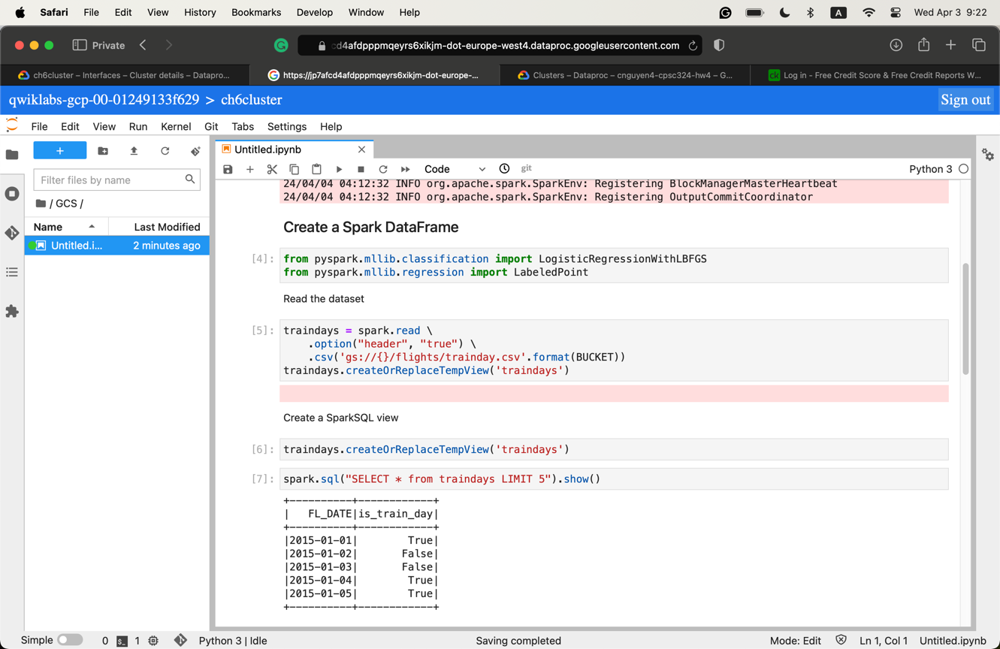 Safari File Edit View History Bookmarks Develop Window Help A Wed Apr 3 9:22
Private cd4afdpppmqeyrs6xikjm-dot-europe-west4.dataproc.googleusercontent.com
ch6cluster – Interfaces – Cluster details – Datapro... https://jp7afcd4afdpppmqeyrs6xikjm-dot-europe-... Clusters – Dataproc – cnguyen4-cpsc324-hw4 – G... ck Log in - Free Credit Score & Free Credit Reports W...
qwiklabs-gcp-00-01249133f629 > ch6cluster Sign out
File Edit View Run Kernel Git Tabs Settings Help
Untitled.ipynb
Code git Python 3
Filter files by name
/ GCS /
Name Last Modified
Untitled.i... 2 minutes ago
24/04/04 04:12:32 INFO org.apache.spark.SparkEnv: Registering BlockManagerMasterHeartbeat
24/04/04 04:12:32 INFO org.apache.spark.SparkEnv: Registering OutputCommitCoordinator
Create a Spark DataFrame
[4]: from pyspark.mllib.classification import LogisticRegressionWithLBFGS
from pyspark.mllib.regression import LabeledPoint
Read the dataset
[5]: traindays = spark.read \
.option("header", "true") \
.csv('gs://{}/flights/trainday.csv'.format(BUCKET))
traindays.createOrReplaceTempView('traindays')
Create a SparkSQL view
[6]: traindays.createOrReplaceTempView('traindays')
[7]: spark.sql("SELECT * from traindays LIMIT 5").show()
+----------+------------+
|   FL_DATE|is_train_day|
+----------+------------+
|2015-01-01|        True|
|2015-01-02|       False|
|2015-01-03|       False|
|2015-01-04|        True|
|2015-01-05|        True|
+----------+------------+
Simple 0 1 Python 3 | Idle Saving completed Mode: Edit Ln 1, Col 1 Untitled.ipynb